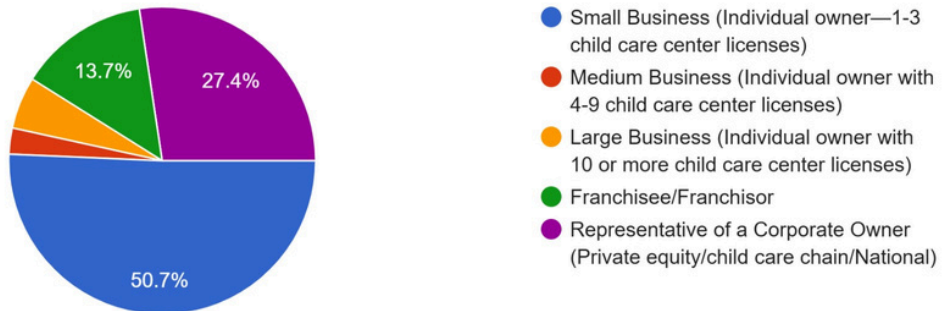 13.7%
27.4%
50.7%
Small Business (Individual owner—1-3
child care center licenses)
Medium Business (Individual owner with
4-9 child care center licenses)
Large Business (Individual owner with
10 or more child care center licenses)
Franchisee/Franchisor
Representative of a Corporate Owner
(Private equity/child care chain/National)